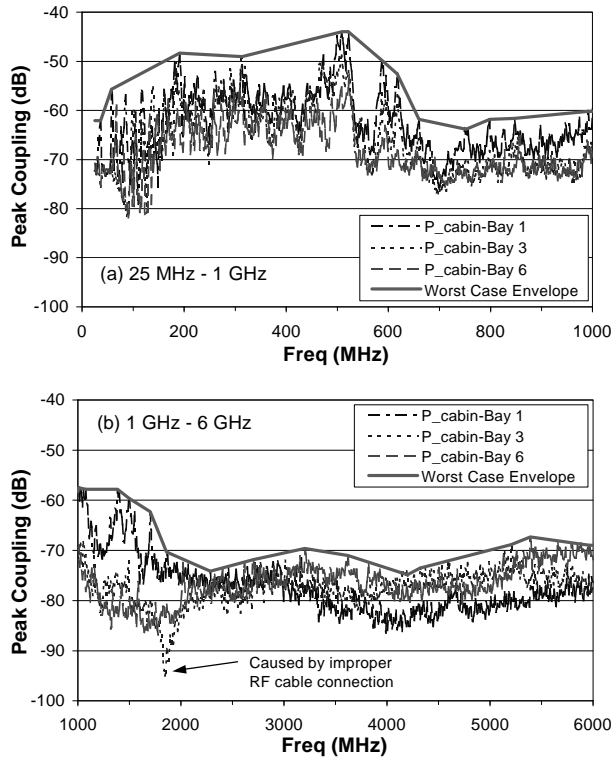 -40
-50
-60
-70
-80
-90
-100
Peak Coupling (dB)
P_cabin-Bay 1
P_cabin-Bay 3
P_cabin-Bay 6
Worst Case Envelope
(a) 25 MHz - 1 GHz
0 200 400 600 800 1000
Freq (MHz)
-40
-50
-60
-70
-80
-90
-100
Peak Coupling (dB)
(b) 1 GHz - 6 GHz
P_cabin-Bay 1
P_cabin-Bay 3
P_cabin-Bay 6
Worst Case Envelope
Caused by improper
RF cable connection
1000 2000 3000 4000 5000 6000
Freq (MHz)